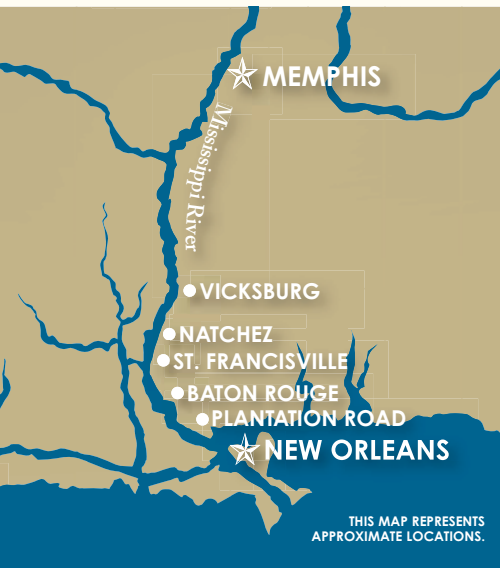 MEMPHIS
Mississippi River
VICKSBURG
NATCHEZ
ST. FRANCISVILLE
BATON ROUGE
PLANTATION ROAD
NEW ORLEANS
THIS MAP REPRESENTS
APPROXIMATE LOCATIONS.